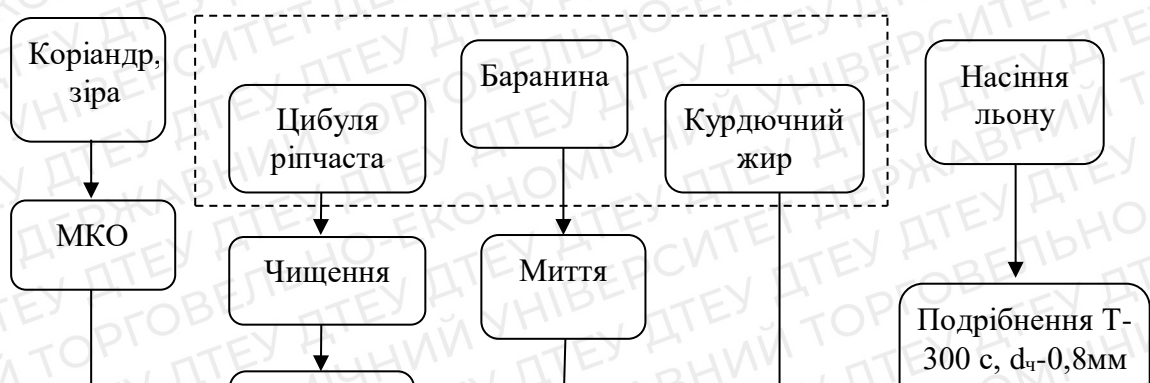 Коріандр,
зіра
Цибуля
ріпчаста
Баранина
Курдючний
жир
Насіння
льону
МКО
Чищення
Миття
Подрібнення Т-
300 с, dч-0,8мм